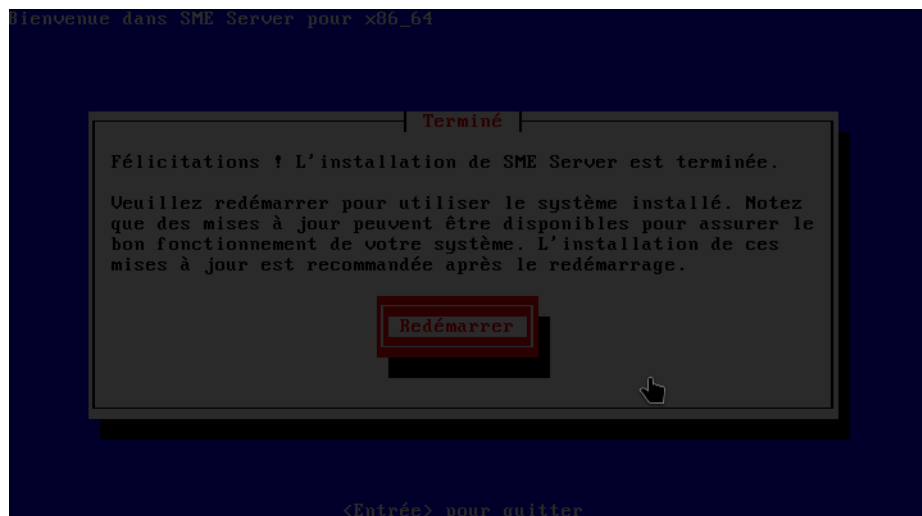 Bienvenue dans SME Server pour x86_64
Terminé
Félicitations ! L'installation de SME Server est terminée.
Veuillez redémarrer pour utiliser le système installé. Notez
que des mises à jour peuvent être disponibles pour assurer le
bon fonctionnement de votre système. L'installation de ces
mises à jour est recommandée après le redémarrage.
Redémarrer
<Entrée> pour quitter